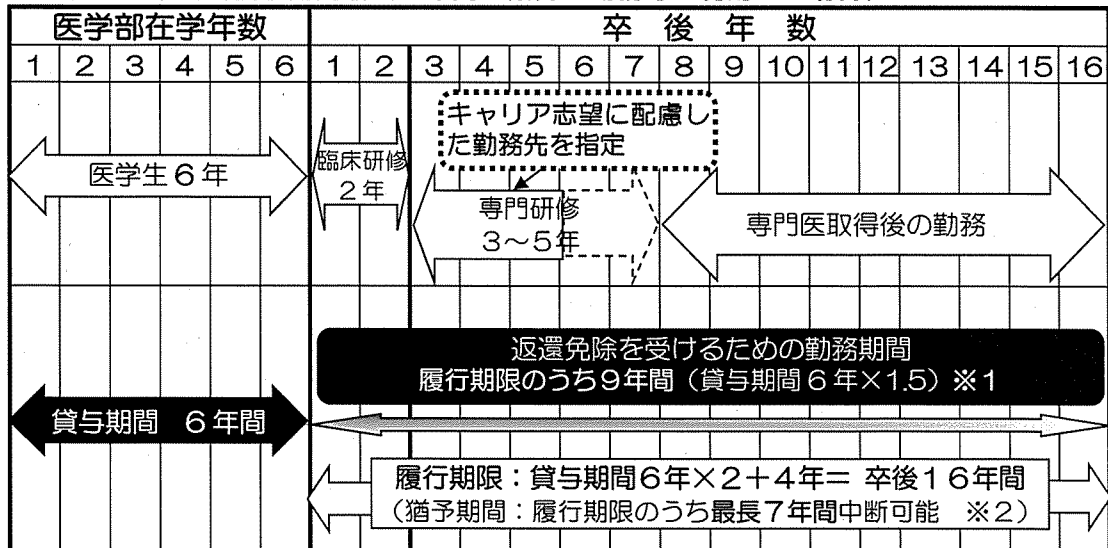 医学部在学年数
卒後年数
1 2 3 4 5 6 1 2 3 4 5 6 7 8 9 10 11 12 13 14 15 16
キャリア志望に配慮し
た勤務先を指定
医学生6年
臨床研修
2年
専門研修
3~5年
専門医取得後の勤務
返還免除を受けるための勤務期間
履行期限のうち9年間(貸与期間6年×1.5)※1
貸与期間 6年間
履行期限:貸与期間6年×2+4年= 卒後16年間
(猶予期間:履行期限のうち最長7年間中断可能 ※2)